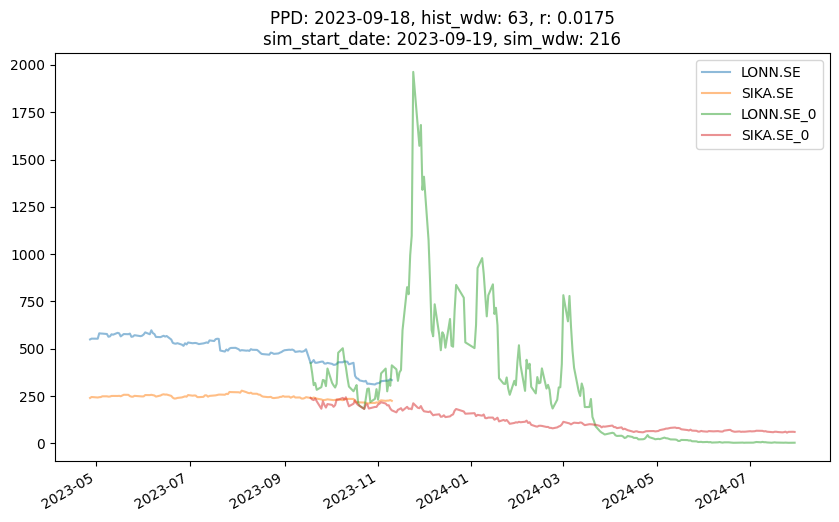 PPD: 2023-09-18, hist_wdw: 63, r: 0.0175
sim_start_date: 2023-09-19, sim_wdw: 216
LONN.SE
SIKA.SE
LONN.SE_0
SIKA.SE_0
2000
1750
1500
1250
1000
750
500
250
0
2023-05
2023-07
2023-09
2023-11
2024-01
2024-03
2024-05
2024-07